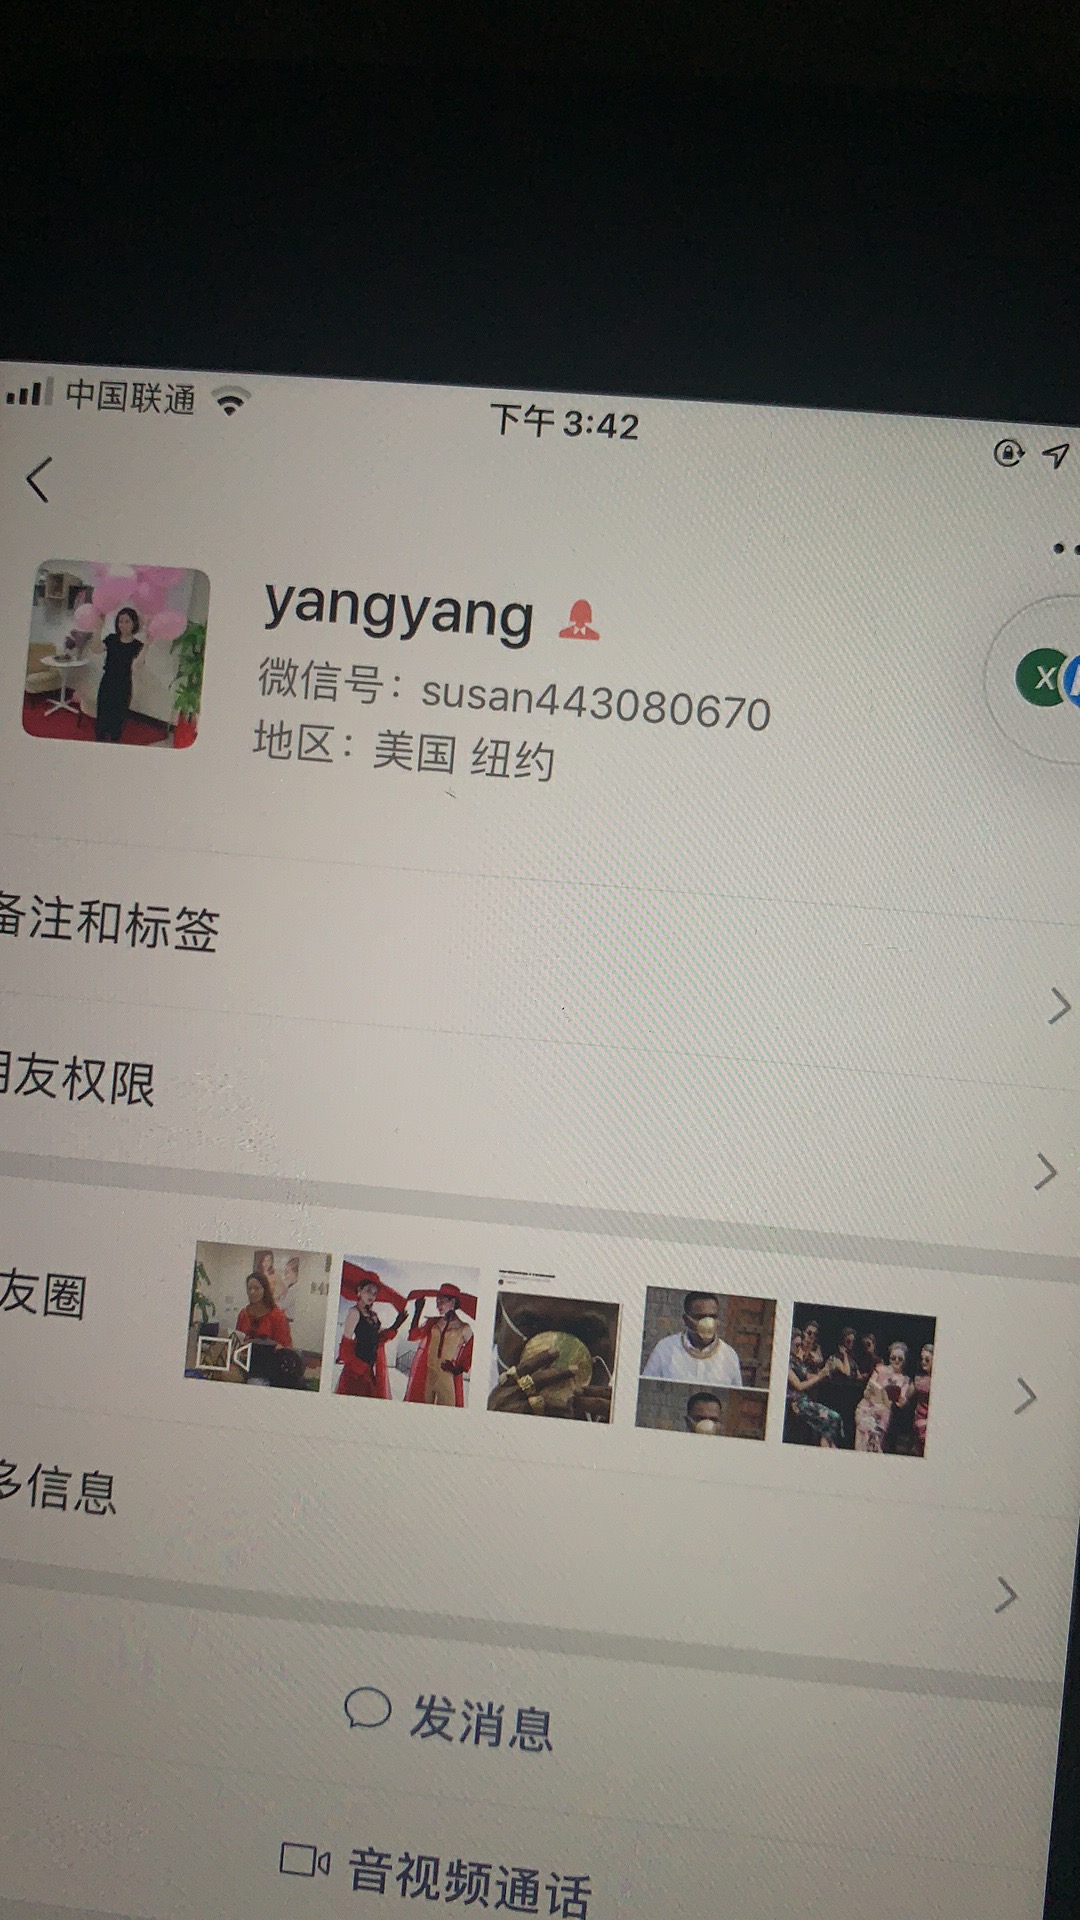 中国联通
下午3:42
yangyang
微信号：susan443080670
地区：美国 纽约
X
备注和标签
朋友权限
友圈
多信息
发消息
音视频通话